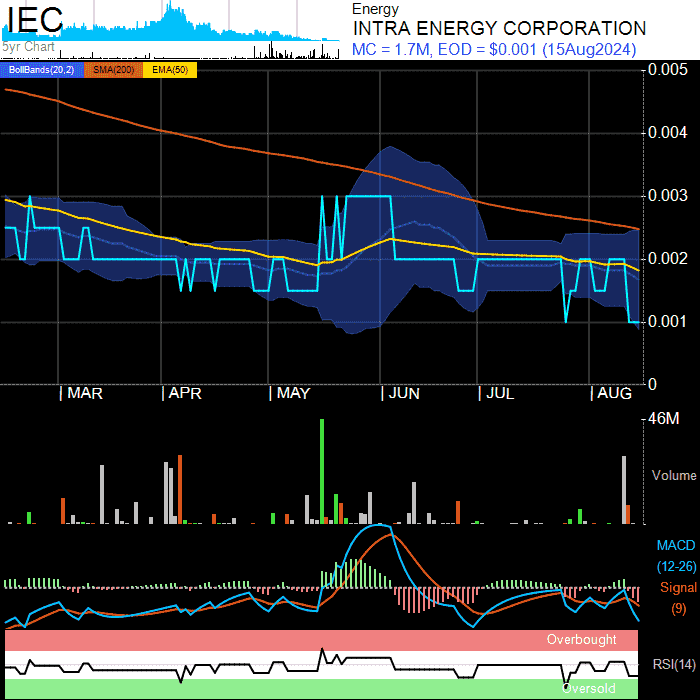 IEC
5yr Chart
Energy
INTRA ENERGY CORPORATION
MC = 1.7M, EOD = $0.001 (15Aug2024)
BollBands(20,2) SMA(200) EMA(50)
0.005
0.004
0.003
0.002
0.001
0
| MAR | APR | MAY | JUN | JUL | AUG
46M
Volume
MACD
(12-26)
Signal
(9)
Overbought
RSI(14)
Oversold